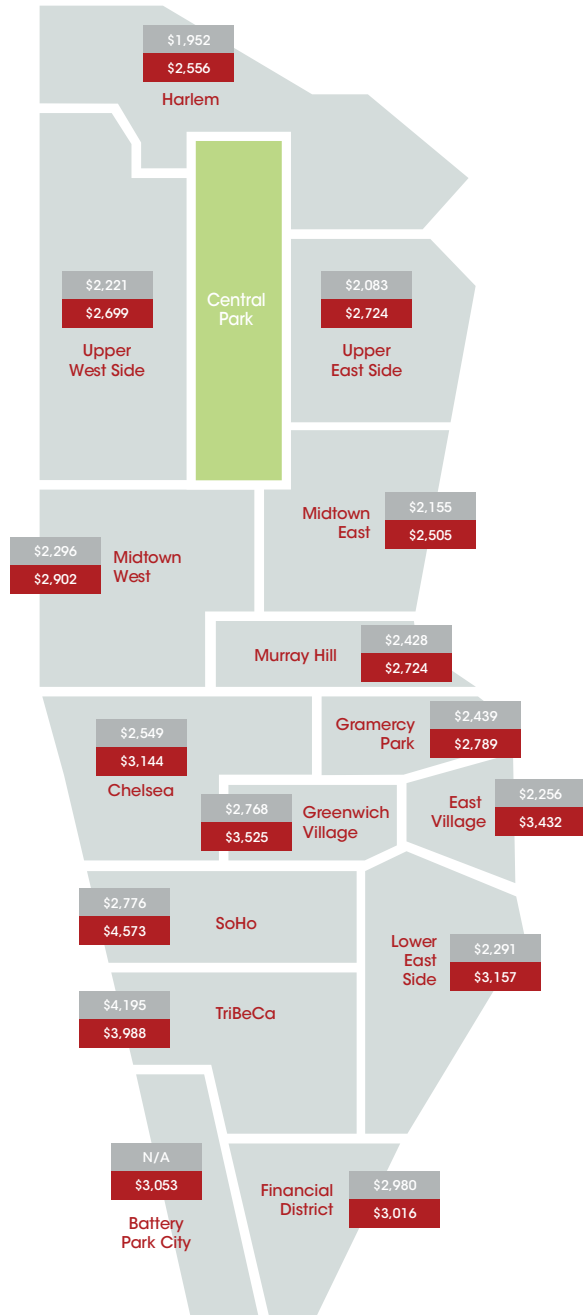 $1,952
$2,556
Harlem
$2,221
$2,699
Upper
West Side
Central
Park
$2,083
$2,724
Upper
East Side
Midtown
East
$2,155
$2,505
$2,296
$2,902
Midtown
West
Murray Hill
$2,428
$2,724
$2,549
$3,144
Chelsea
Gramercy
Park
$2,439
$2,789
$2,768
$3,525
Greenwich
Village
East
Village
$2,256
$3,432
$2,776
$4,573
SoHo
Lower
East
Side
$2,291
$3,157
$4,195
$3,988
TriBeCa
N/A
$3,053
Battery
Park City
Financial
District
$2,980
$3,016